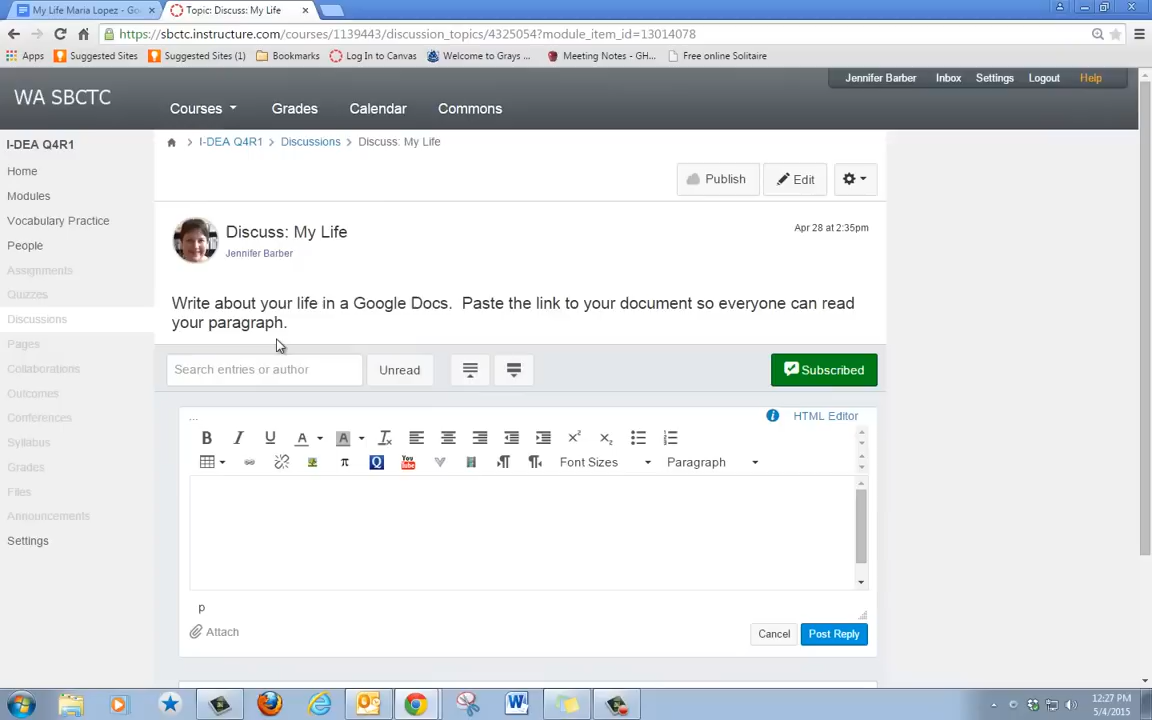 My Life Maria Lopez - Go
Topic: Discuss: My Life
https://sbctc.instructure.com/courses/1139443/discussion_topics/4325054?module_item_id=13014078
Apps Suggested Sites Suggested Sites (1) Bookmarks Log In to Canvas Welcome to Grays ... Meeting Notes - GH... Free online Solitaire
Jennifer Barber Inbox Settings Logout Help
WA SBCTC
Courses Grades Calendar Commons
I-DEA Q4R1
I-DEA Q4R1 > Discussions > Discuss: My Life
Home
Modules
Vocabulary Practice
People
Assignments
Quizzes
Discussions
Pages
Collaborations
Outcomes
Conferences
Syllabus
Grades
Files
Announcements
Settings
Publish Edit
Discuss: My Life
Apr 28 at 2:35pm
Jennifer Barber
Write about your life in a Google Docs. Paste the link to your document so everyone can read
your paragraph.
Search entries or author Unread Subscribed
... HTML Editor
B I U A A Tx x² x₂
π Q You Tube V Font Sizes Paragraph
p
Attach
Cancel Post Reply
12:27 PM
5/4/2015